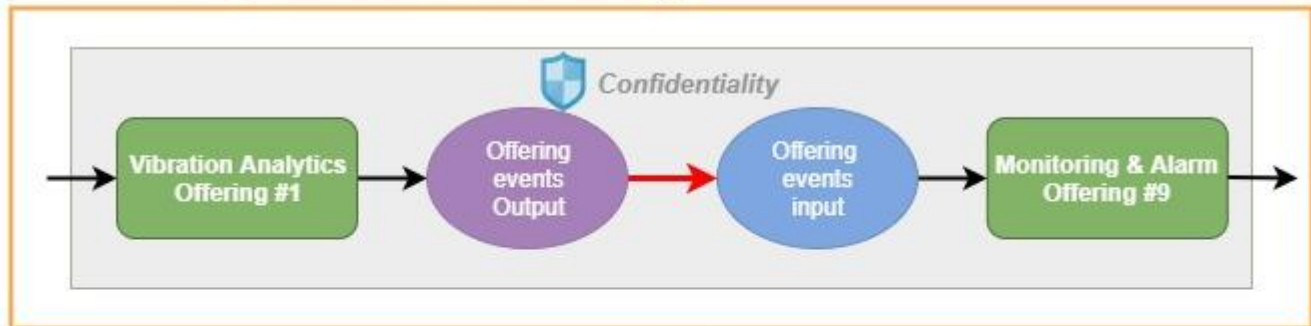 Confidentiality
Vibration Analytics
Offering #1
Offering
events
Output
Offering
events
input
Monitoring & Alarm
Offering #9